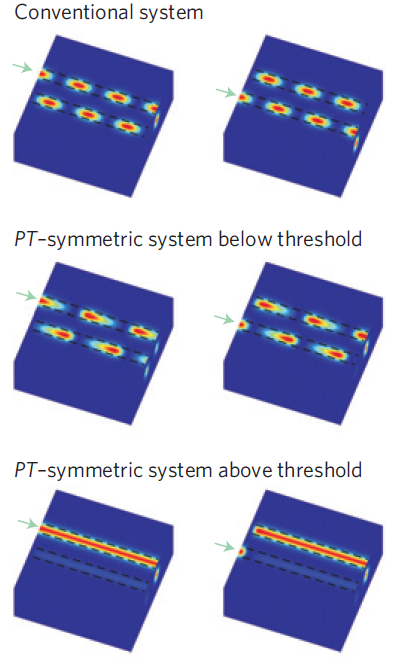 Conventional system
PT–symmetric system below threshold
PT–symmetric system above threshold